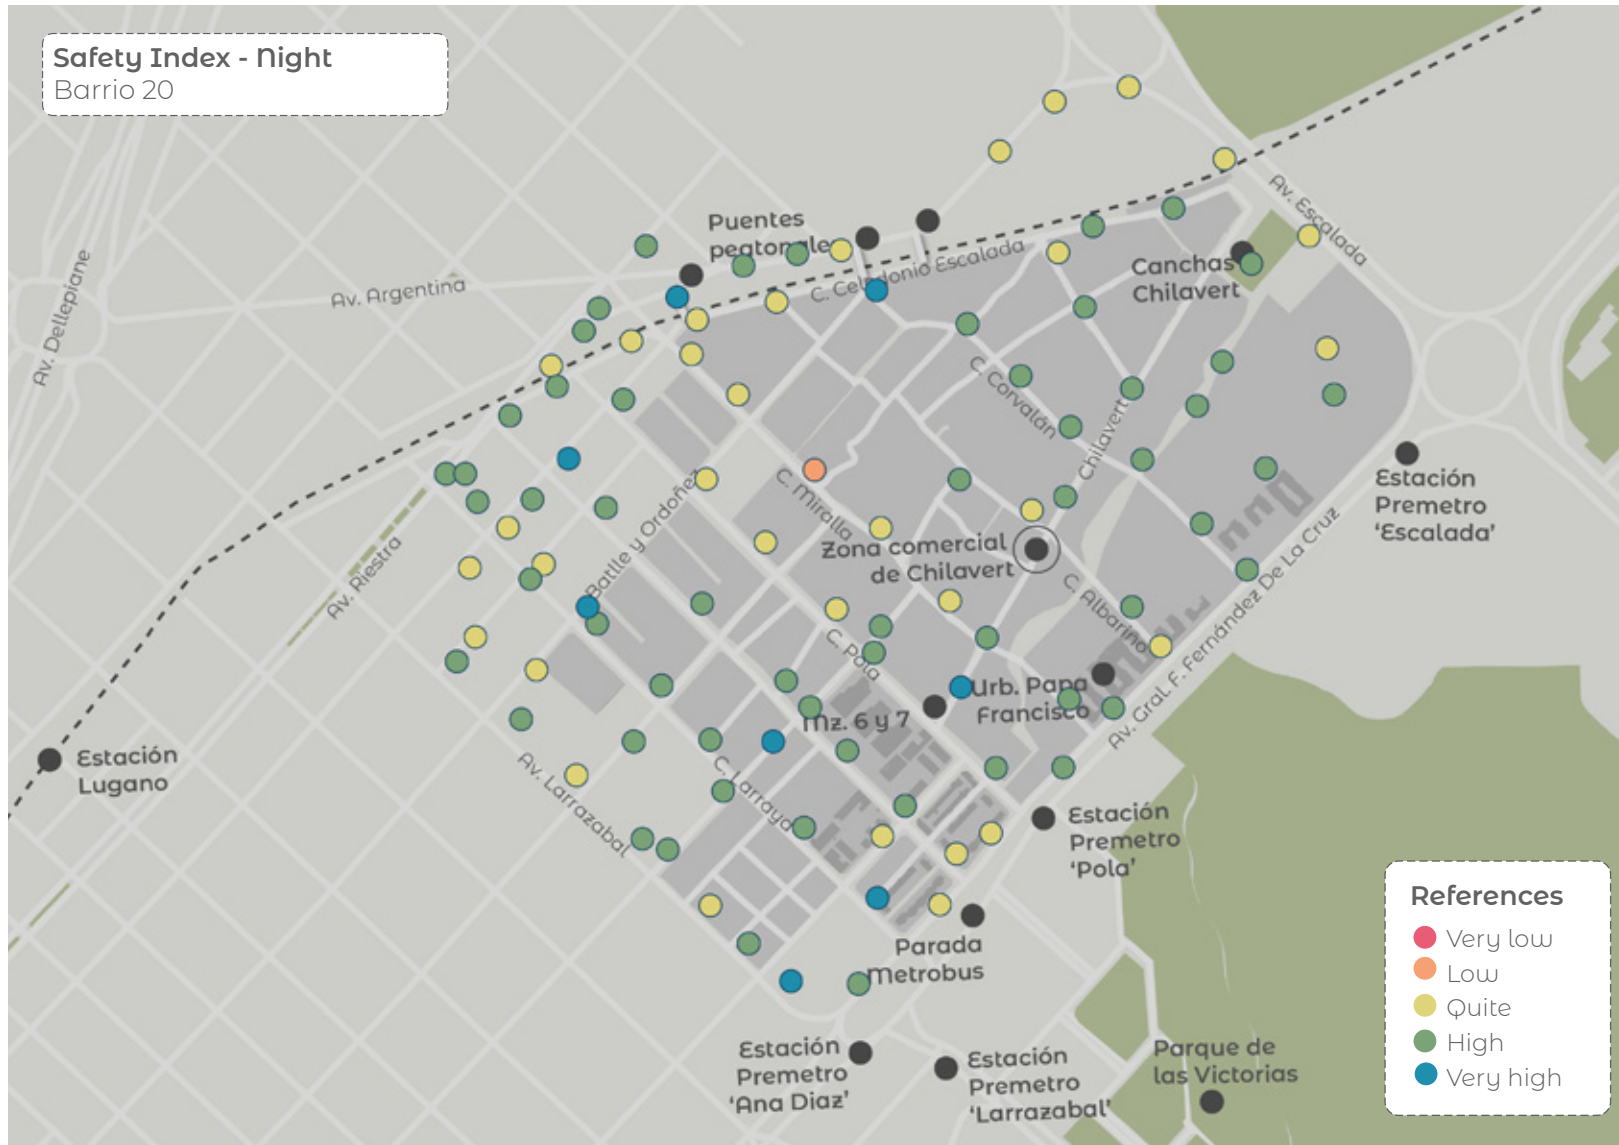 Safety Index - Night
Barrio 20
Av. Escalada
Puentes
peatonale
C. Celedonio Escalada
Canchas
Chilavert
Av. Argentina
Av. Dellepiane
C. Corvalán
Chilavert
Estación
Premetro
‘Escalada’
C. Miralla
Batlle y Ordoñez
Zona comercial
de Chilavert
Av. Riestra
C. Albariño
Av. Gral. F. Fernández De La Cruz
C. Pola
Urb. Papa
Francisco
Mz. 6 y 7
Estación
Lugano
Av. Larrazabal
C. Larraya
Estación
Premetro
‘Pola’
Parada
Metrobus
Estación
Premetro
‘Ana Diaz’
Estación
Premetro
‘Larrazabal’
Parque de
las Victorias
References
Very low
Low
Quite
High
Very high